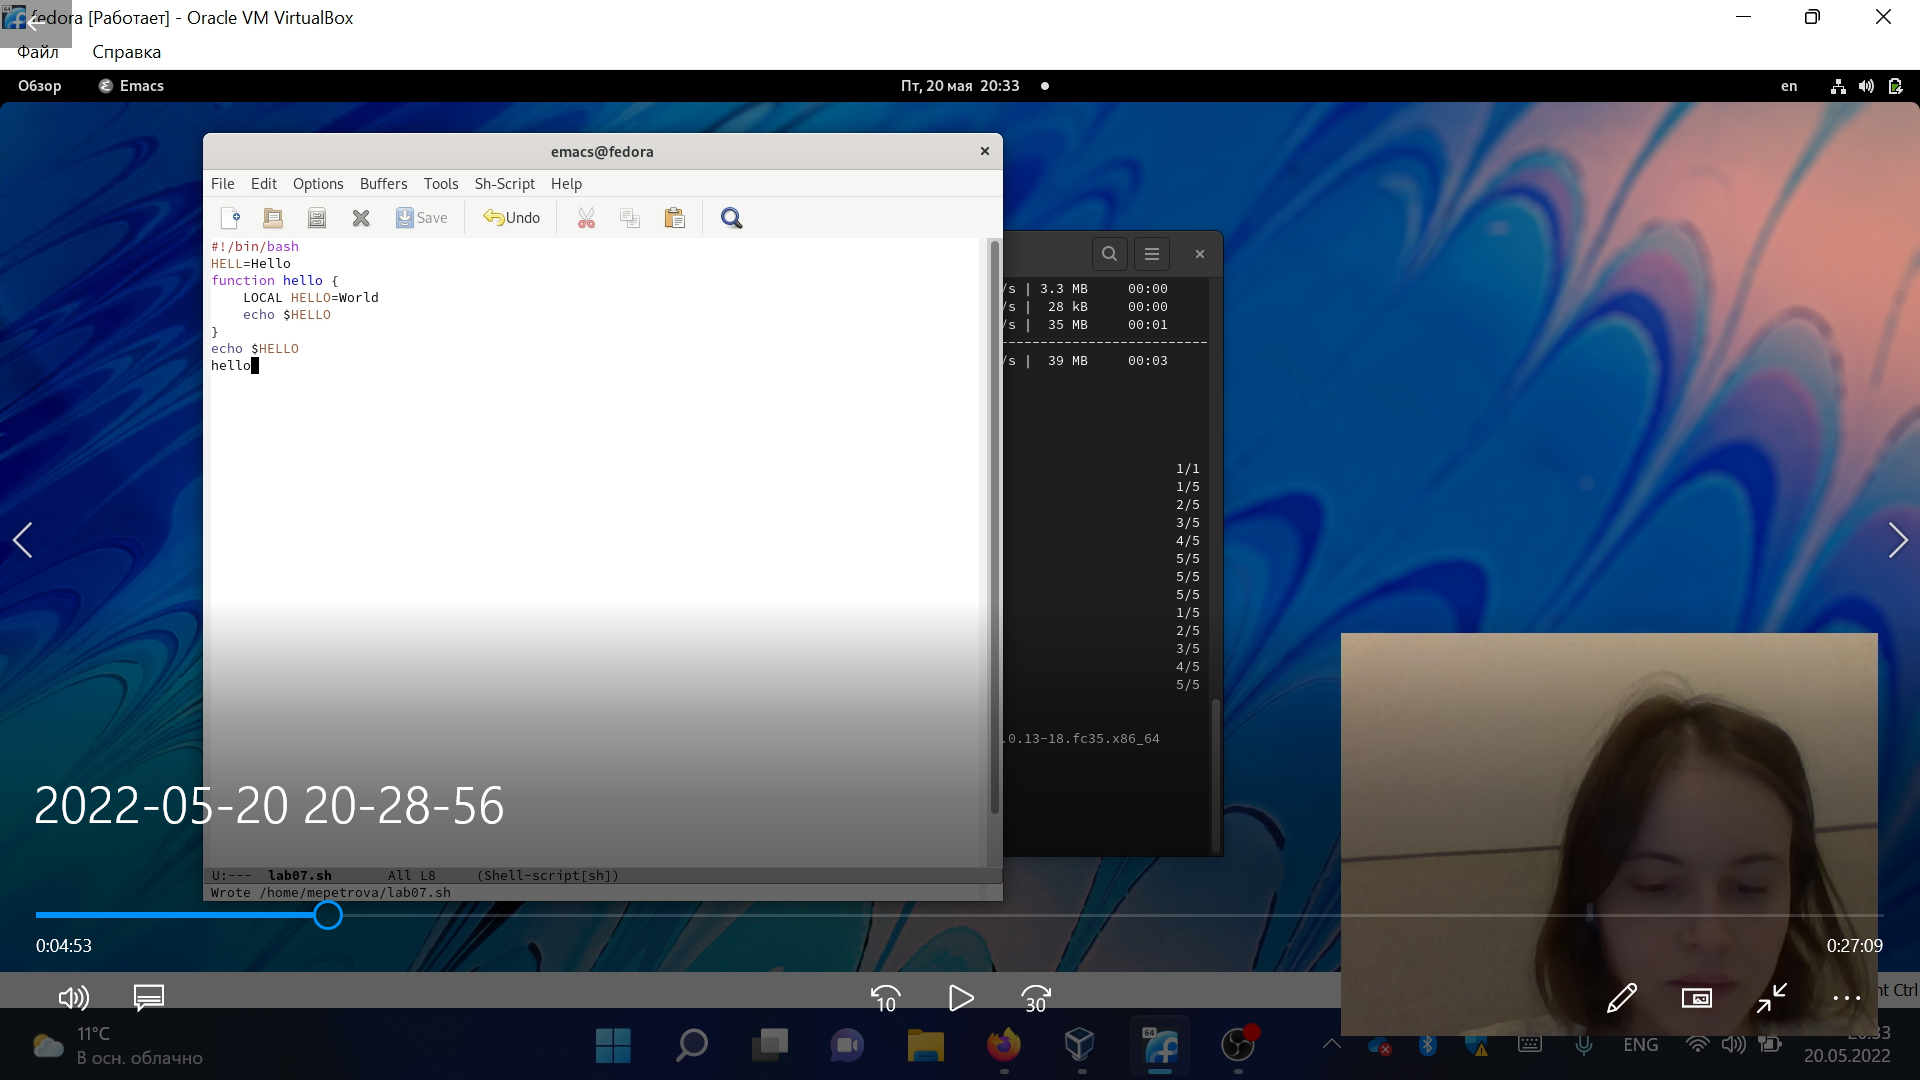 fedora [Работает] - Oracle VM VirtualBox
Файл Справка
Обзор Emacs Пт, 20 мая 20:33 en
emacs@fedora
File Edit Options Buffers Tools Sh-Script Help
Save Undo
#!/bin/bash
HELL=Hello
function hello {
    LOCAL HELLO=World
    echo $HELLO
}
echo $HELLO
hello
/s | 3.3 MB 00:00
/s | 28 kB 00:00
/s | 35 MB 00:01
--------------------------
/s | 39 MB 00:03
1/1
1/5
2/5
3/5
4/5
5/5
5/5
5/5
1/5
2/5
3/5
4/5
5/5
.0.13-18.fc35.x86_64
2022-05-20 20-28-56
U:--- lab07.sh All L8 (Shell-script[sh])
Wrote /home/mepetrova/lab07.sh
0:04:53 0:27:09
10 30
Ctrl
11°C
В осн. облачно
64
ENG
20.05.2022